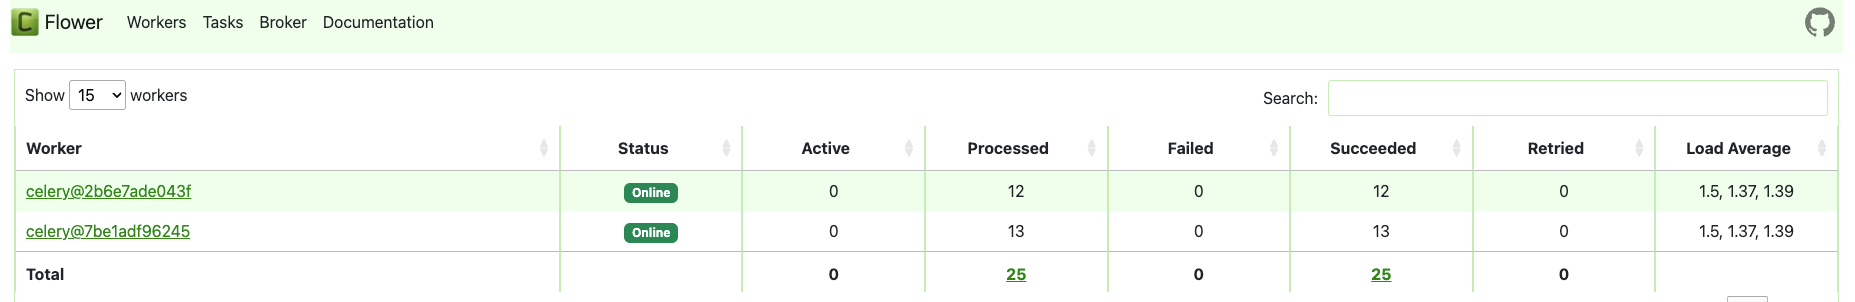 Flower Workers Tasks Broker Documentation
Show 15 workers Search:
Worker Status Active Processed Failed Succeeded Retried Load Average
celery@2b6e7ade043f Online 0 12 0 12 0 1.5, 1.37, 1.39
celery@7be1adf96245 Online 0 13 0 13 0 1.5, 1.37, 1.39
Total 0 25 0 25 0